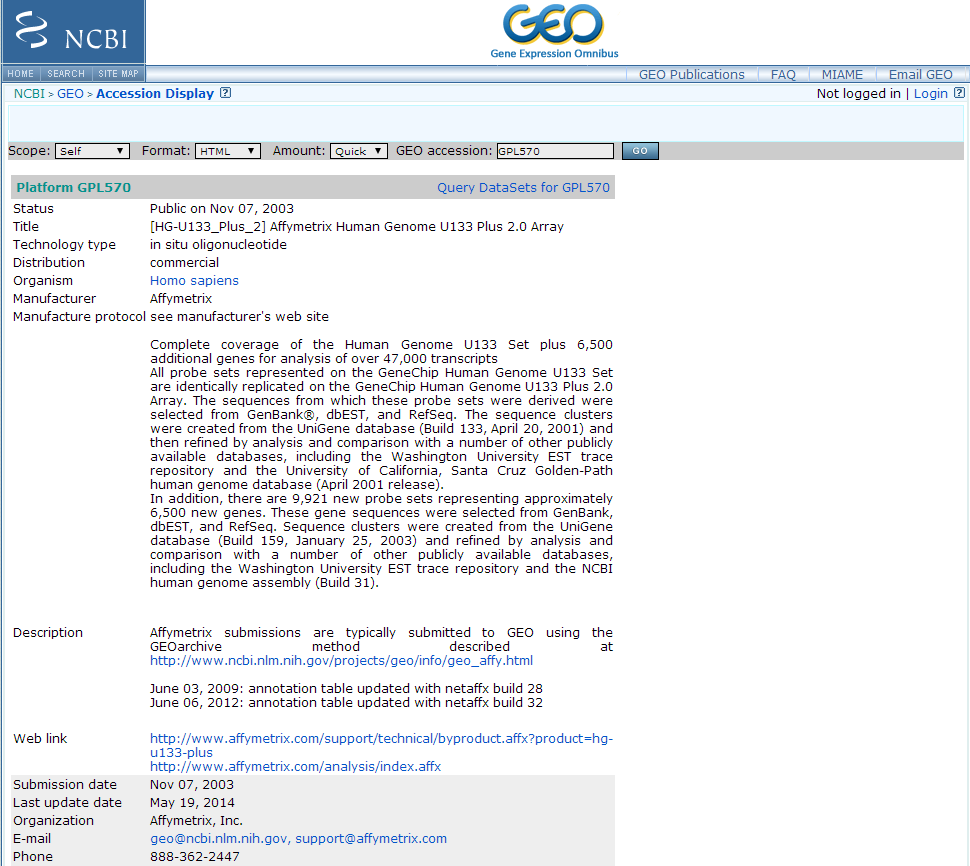 NCBI
GEO
Gene Expression Omnibus
HOME SEARCH SITE MAP
GEO Publications FAQ MIAME Email GEO
NCBI > GEO > Accession Display ?
Not logged in | Login ?
Scope: Self Format: HTML Amount: Quick GEO accession: GPL570 GO
Platform GPL570 Query DataSets for GPL570
Status Public on Nov 07, 2003
Title [HG-U133_Plus_2] Affymetrix Human Genome U133 Plus 2.0 Array
Technology type in situ oligonucleotide
Distribution commercial
Organism Homo sapiens
Manufacturer Affymetrix
Manufacture protocol see manufacturer's web site
Complete coverage of the Human Genome U133 Set plus 6,500
additional genes for analysis of over 47,000 transcripts
All probe sets represented on the GeneChip Human Genome U133 Set
are identically replicated on the GeneChip Human Genome U133 Plus 2.0
Array. The sequences from which these probe sets were derived were
selected from GenBank®, dbEST, and RefSeq. The sequence clusters
were created from the UniGene database (Build 133, April 20, 2001) and
then refined by analysis and comparison with a number of other publicly
available databases, including the Washington University EST trace
repository and the University of California, Santa Cruz Golden-Path
human genome database (April 2001 release).
In addition, there are 9,921 new probe sets representing approximately
6,500 new genes. These gene sequences were selected from GenBank,
dbEST, and RefSeq. Sequence clusters were created from the UniGene
database (Build 159, January 25, 2003) and refined by analysis and
comparison with a number of other publicly available databases,
including the Washington University EST trace repository and the NCBI
human genome assembly (Build 31).
Description Affymetrix submissions are typically submitted to GEO using the
GEOarchive method described at
http://www.ncbi.nlm.nih.gov/projects/geo/info/geo_affy.html
June 03, 2009: annotation table updated with netaffx build 28
June 06, 2012: annotation table updated with netaffx build 32
Web link http://www.affymetrix.com/support/technical/byproduct.affx?product=hg-
u133-plus
http://www.affymetrix.com/analysis/index.affx
Submission date Nov 07, 2003
Last update date May 19, 2014
Organization Affymetrix, Inc.
E-mail geo@ncbi.nlm.nih.gov, support@affymetrix.com
Phone 888-362-2447